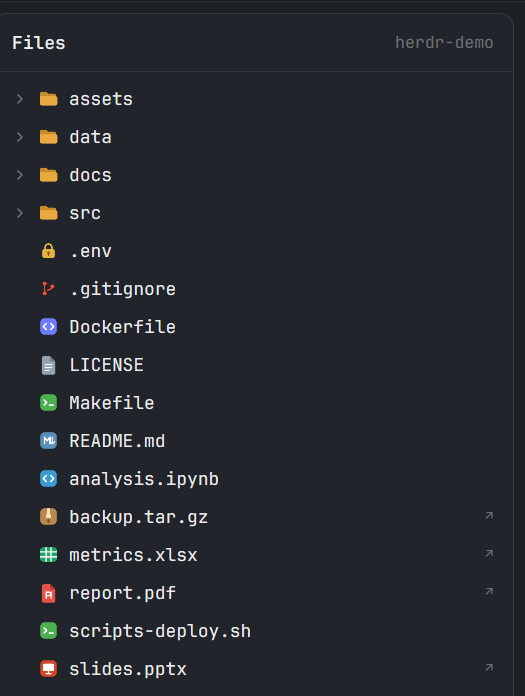 Files herdr-demo
assets
data
docs
src
.env
.gitignore
Dockerfile
LICENSE
Makefile
README.md
analysis.ipynb
backup.tar.gz
metrics.xlsx
report.pdf
scripts-deploy.sh
slides.pptx